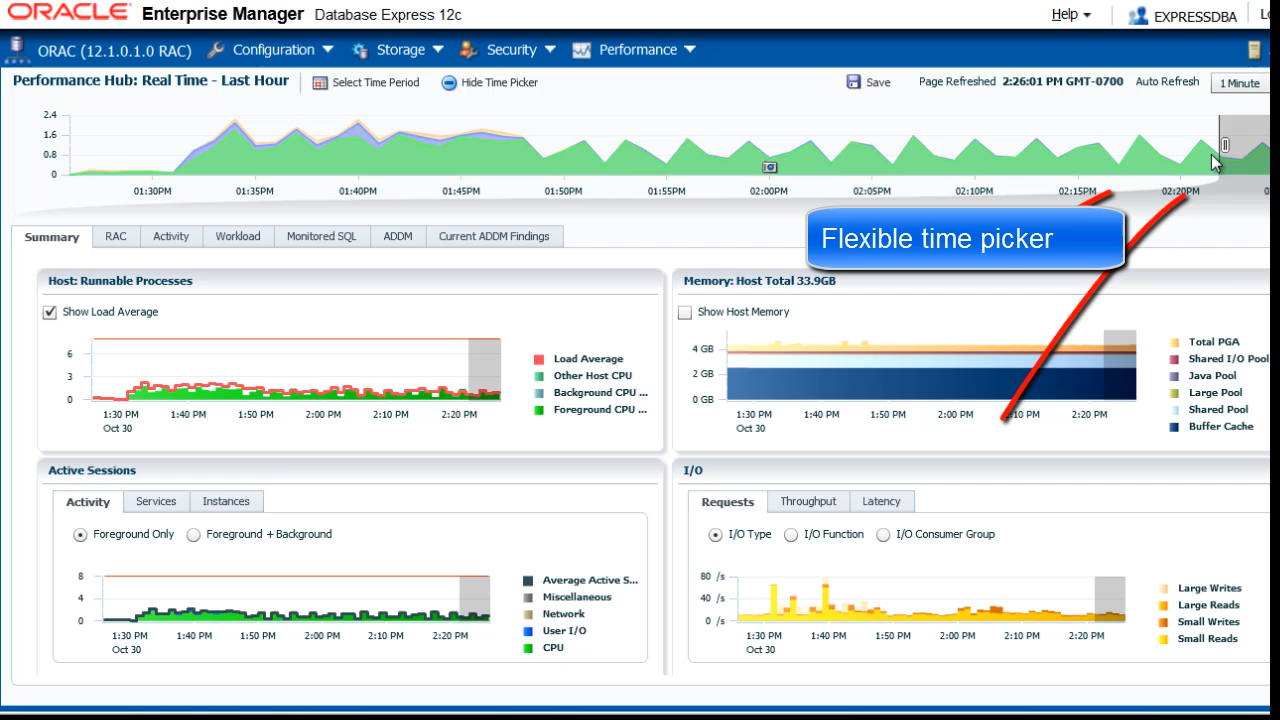 ORACLE Enterprise Manager Database Express 12c
Help
EXPRESSDBA
ORAC (12.1.0.1.0 RAC) Configuration Storage Security Performance
Performance Hub: Real Time - Last Hour Select Time Period Hide Time Picker Save Page Refreshed 2:26:01 PM GMT-0700 Auto Refresh 1 Minute
2.4
1.6
0.8
0
01:30PM 01:35PM 01:40PM 01:45PM 01:50PM 01:55PM 02:00PM 02:05PM 02:10PM 02:15PM 02:20PM
Flexible time picker
Summary RAC Activity Workload Monitored SQL ADDM Current ADDM Findings
Host: Runnable Processes
Show Load Average
6
3
0
1:30 PM 1:40 PM 1:50 PM 2:00 PM 2:10 PM 2:20 PM
Oct 30
Load Average
Other Host CPU
Background CPU ...
Foreground CPU ...
Memory: Host Total 33.9GB
Show Host Memory
4 GB
2 GB
0 GB
1:30 PM 1:40 PM 1:50 PM 2:00 PM 2:10 PM 2:20 PM
Oct 30
Total PGA
Shared I/O Pool
Java Pool
Large Pool
Shared Pool
Buffer Cache
Active Sessions
Activity Services Instances
Foreground Only Foreground + Background
8
4
0
1:30 PM 1:40 PM 1:50 PM 2:00 PM 2:10 PM 2:20 PM
Oct 30
Average Active S...
Miscellaneous
Network
User I/O
CPU
I/O
Requests Throughput Latency
I/O Type I/O Function I/O Consumer Group
80 /s
40 /s
0 /s
1:30 PM 1:40 PM 1:50 PM 2:00 PM 2:10 PM 2:20 PM
Oct 30
Large Writes
Large Reads
Small Writes
Small Reads